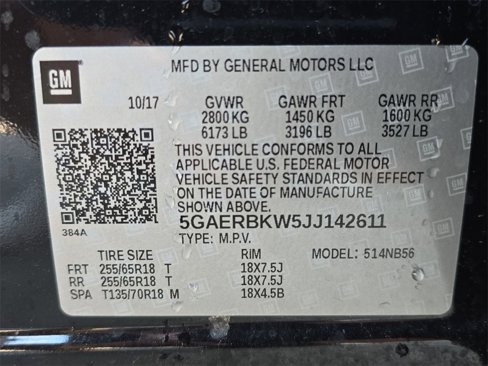 GM
MFD BY GENERAL MOTORS LLC
10/17 GVWR GAWR FRT GAWR RR
2800 KG 1450 KG 1600 KG
6173 LB 3196 LB 3527 LB
THIS VEHICLE CONFORMS TO ALL
APPLICABLE U.S. FEDERAL MOTOR
VEHICLE SAFETY STANDARDS IN EFFECT
ON THE DATE OF MANUFACTURE
SHOWN ABOVE.
384A
5GAERBKW5JJ142611
TYPE: M.P.V. MODEL: 514NB56
TIRE SIZE RIM
FRT 255/65R18 T 18X7.5J
RR 255/65R18 T 18X7.5J
SPA T135/70R18 M 18X4.5B